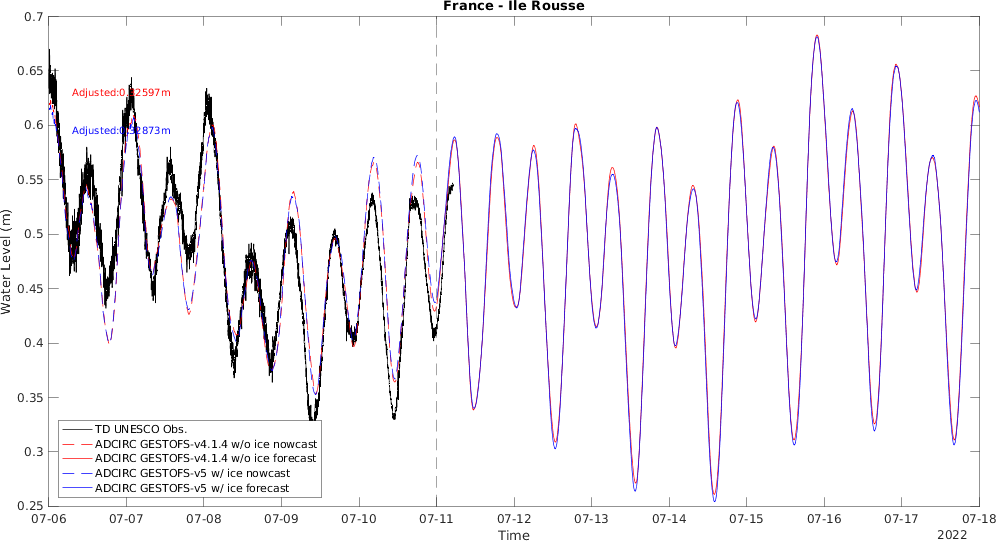 France - Ile Rousse
0.7
0.65
0.6
0.55
0.5
0.45
0.4
0.35
0.3
0.25
Water Level (m)
Adjusted:0.32597m
Adjusted:0.32873m
TD UNESCO Obs.
ADCIRC GESTOFS-v4.1.4 w/o ice nowcast
ADCIRC GESTOFS-v4.1.4 w/o ice forecast
ADCIRC GESTOFS-v5 w/ ice nowcast
ADCIRC GESTOFS-v5 w/ ice forecast
07-06 07-07 07-08 07-09 07-10 07-11 07-12 07-13 07-14 07-15 07-16 07-17 07-18
Time
2022